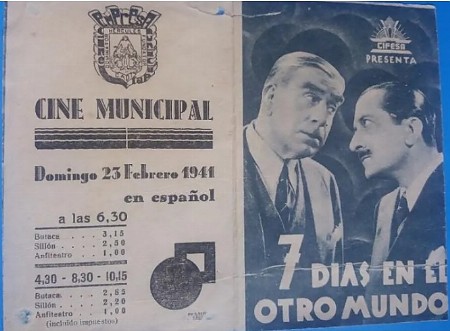 HERCULES
CINE MUNICIPAL
Domingo 23 Febrero 1941
en español
a las 6,30
Butaca . . . . 3,15
Sillón . . . . 2,50
Anfiteatro . . . 1,00
4,30 - 8,30 - 10,15
Butaca . . . . 2,85
Sillón . . . . 2,20
Anfiteatro . . . 1,00
(incluido impuestos)
CIFESA
PRESENTA
7 DIAS EN EL
OTRO MUNDO